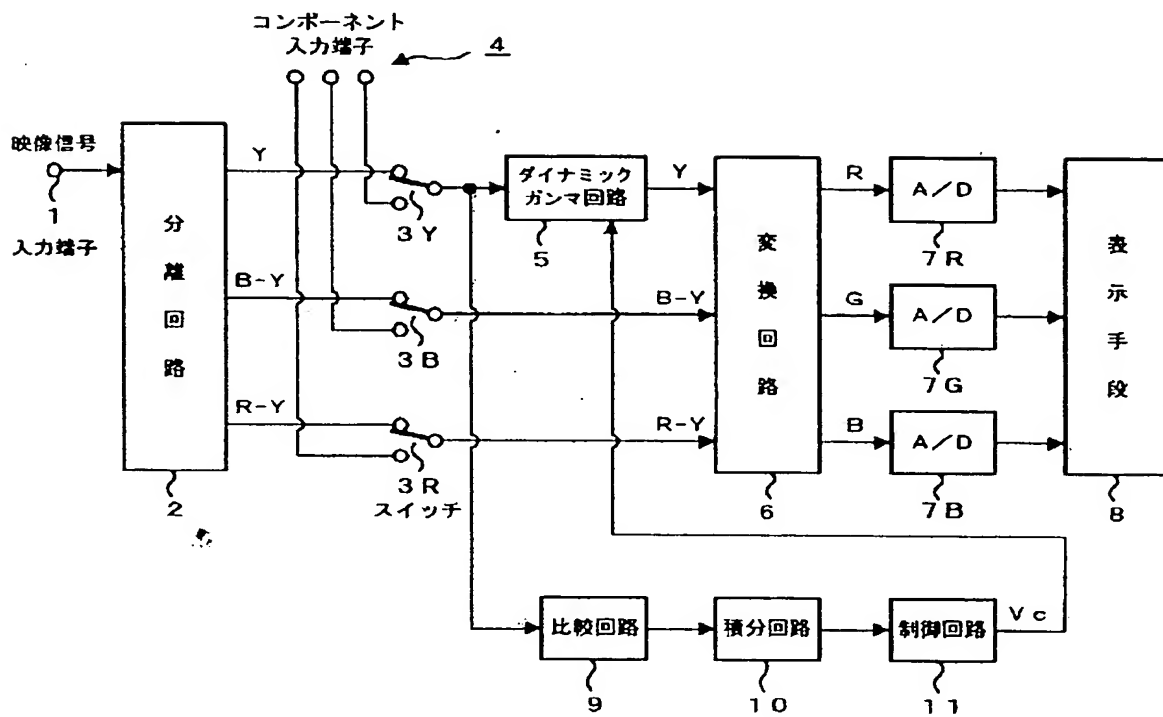 コンポーネント
入力端子
4
映像信号
1
入力端子
分離回路
2
Y
B-Y
R-Y
3Y
3B
3R
スイッチ
ダイナミック
ガンマ回路
5
Y
B-Y
R-Y
変換回路
6
R
G
B
A/D
7R
A/D
7G
A/D
7B
表示手段
8
比較回路
9
積分回路
10
制御回路
11
Vc